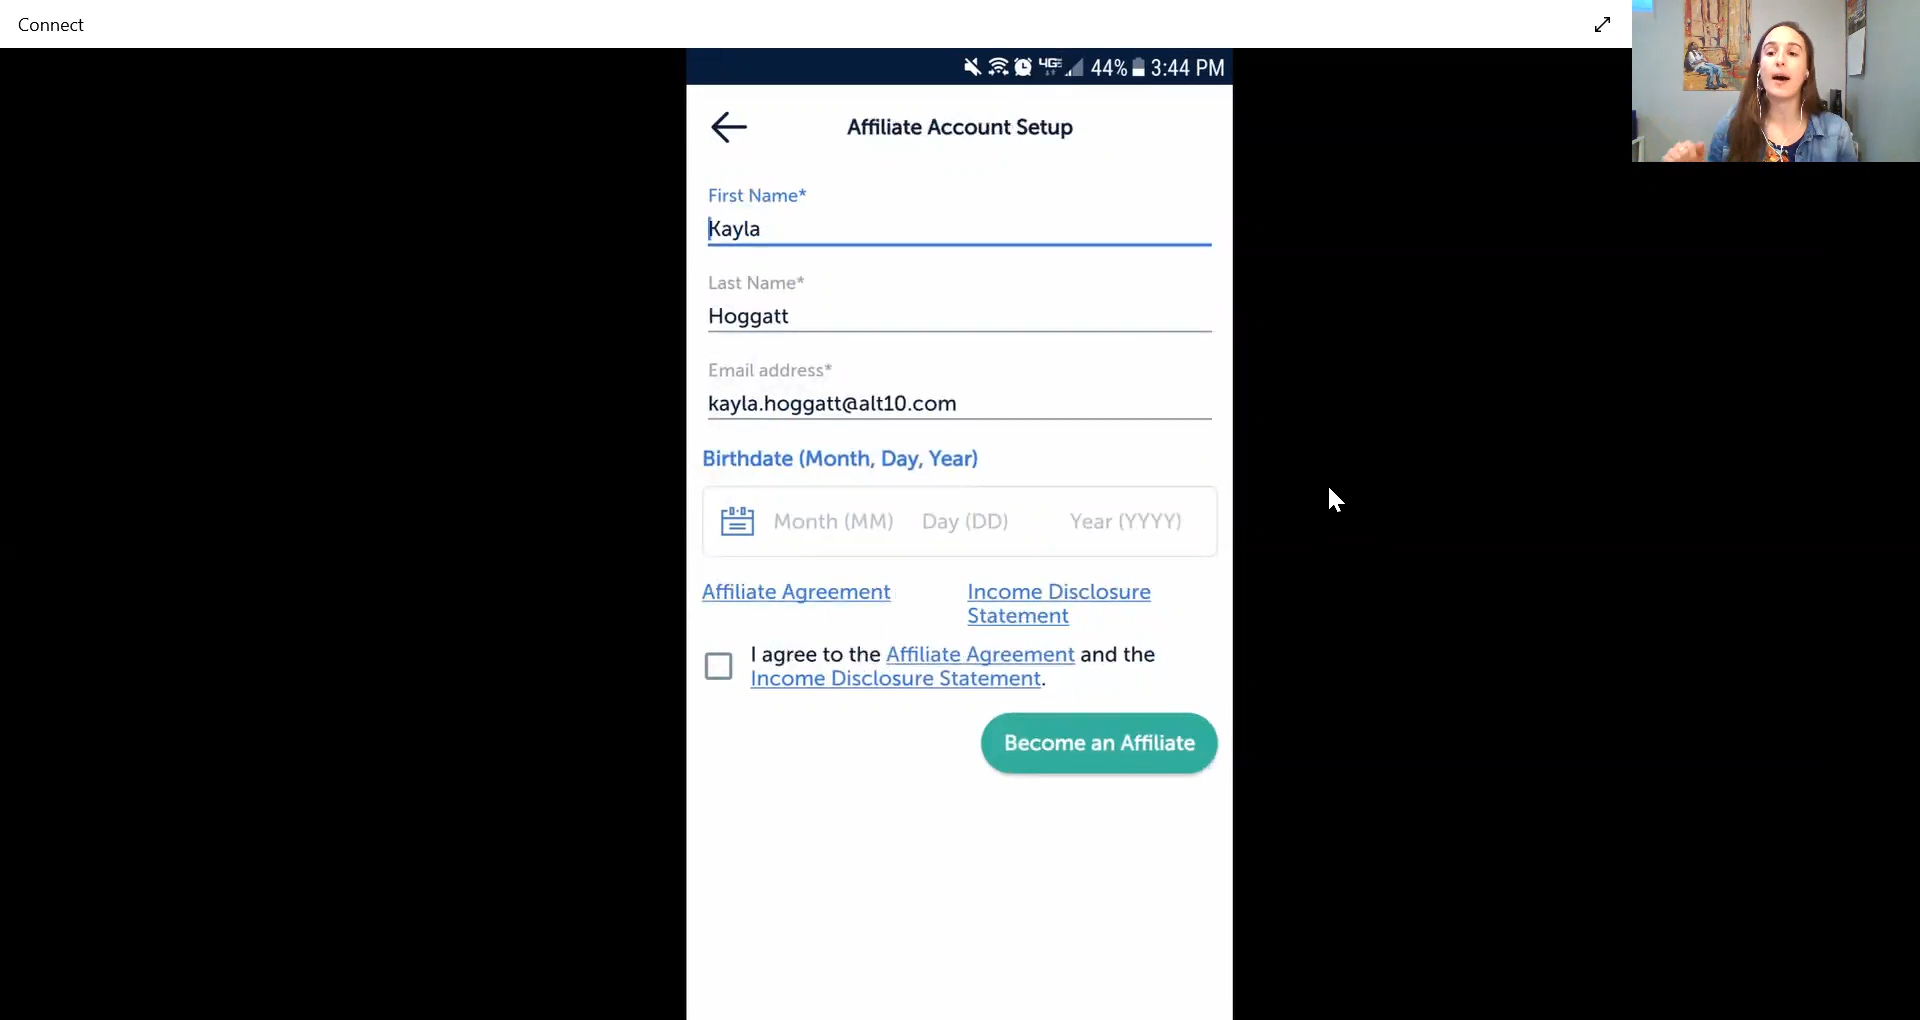 Connect
4GE 44% 3:44 PM
Affiliate Account Setup
First Name*
Kayla
Last Name*
Hoggatt
Email address*
kayla.hoggatt@alt10.com
Birthdate (Month, Day, Year)
Month (MM) Day (DD) Year (YYYY)
Affiliate Agreement Income Disclosure
Statement
I agree to the Affiliate Agreement and the
Income Disclosure Statement.
Become an Affiliate